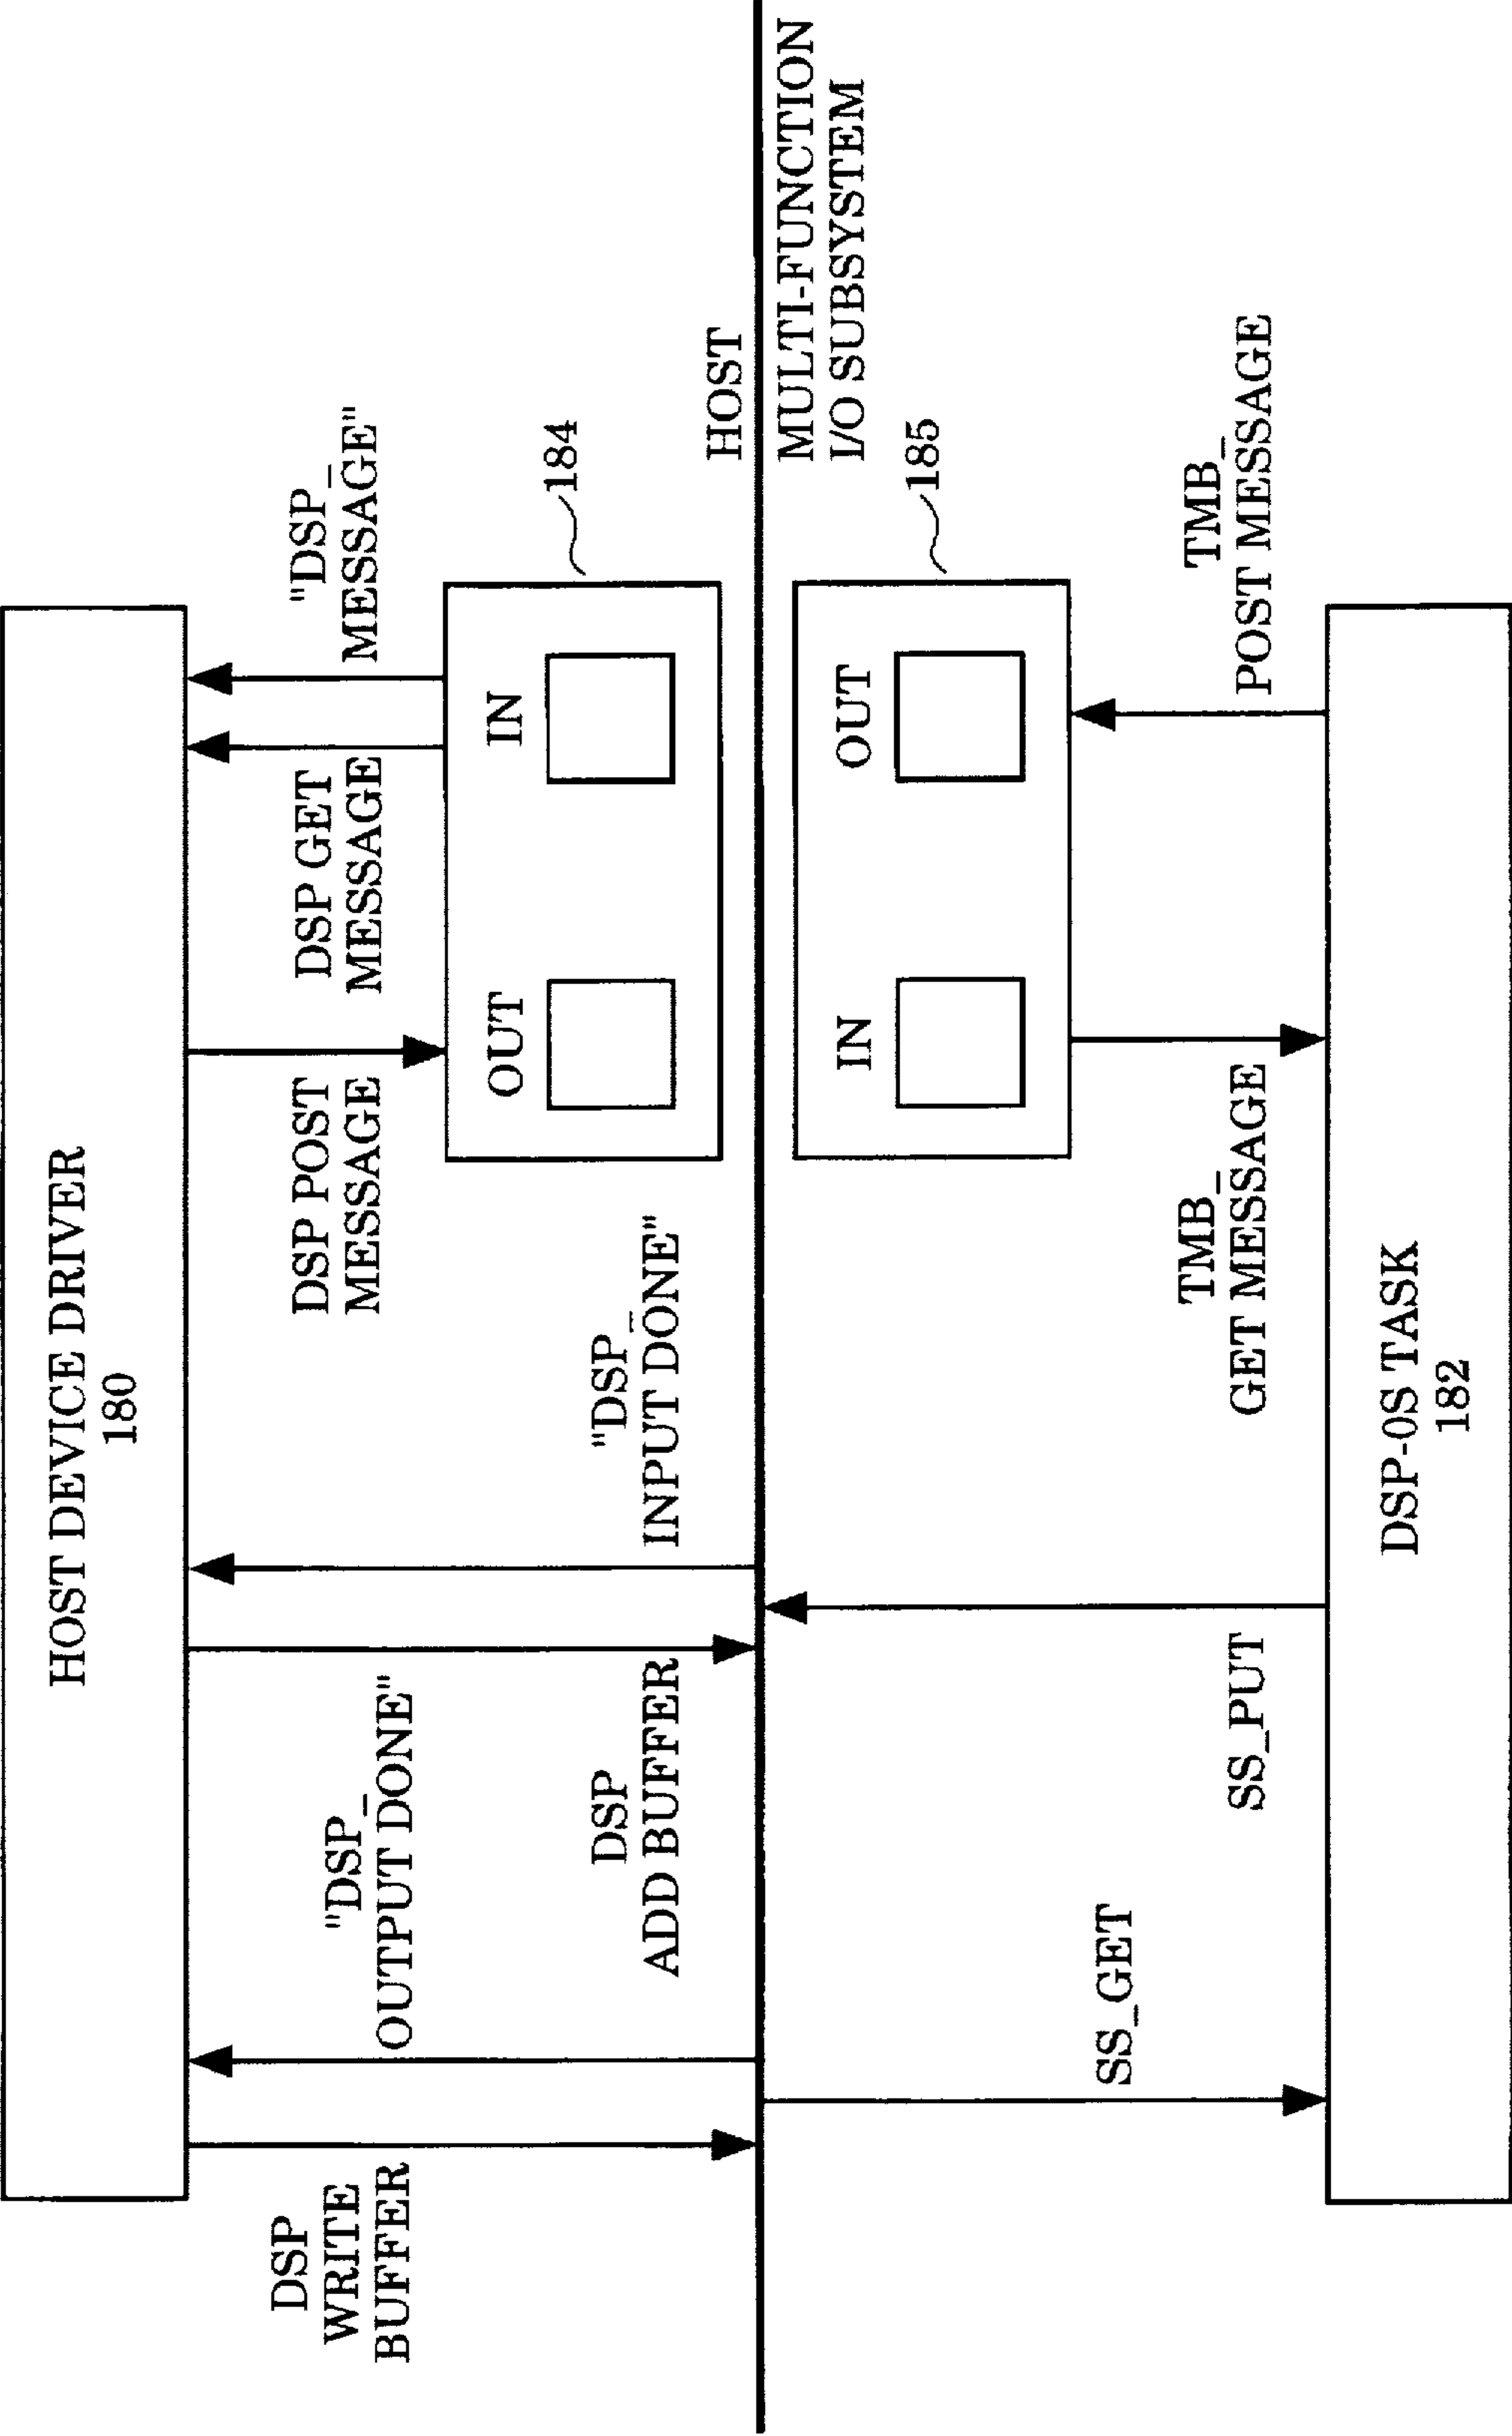 HOST DEVICE DRIVER
180
DSP
WRITE
BUFFER
"DSP_
OUTPUT DONE"
DSP
ADD BUFFER
"DSP_
INPUT DONE"
DSP POST
MESSAGE
DSP GET
MESSAGE
"DSP_
MESSAGE"
OUT
IN
184
HOST
MULTI-FUNCTION
I/O SUBSYSTEM
IN
OUT
185
SS_GET
SS_PUT
TMB_
GET MESSAGE
TMB_
POST MESSAGE
DSP-0S TASK
182